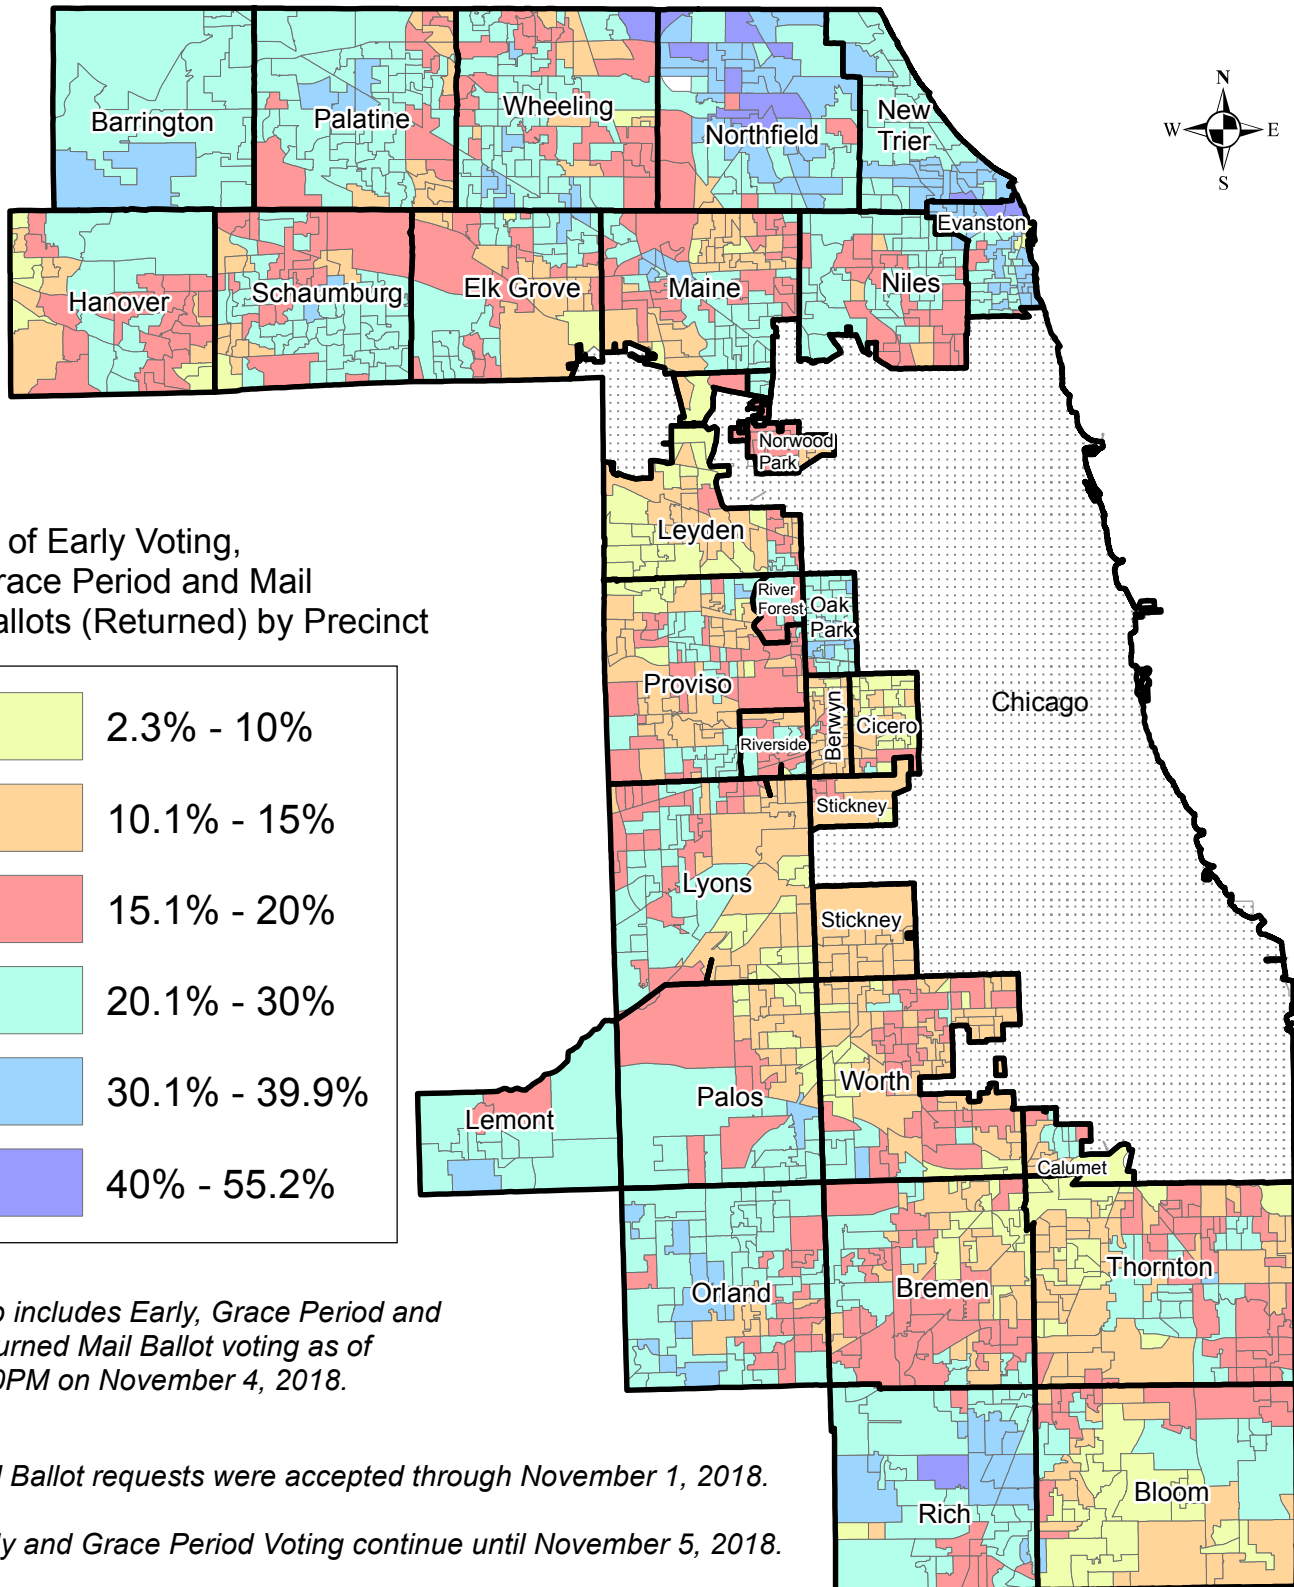 N
W E
S
Barrington
Palatine
Wheeling
Northfield
New
Trier
Evanston
Hanover
Schaumburg
Elk Grove
Maine
Niles
Norwood
Park
Leyden
of Early Voting,
race Period and Mail
allots (Returned) by Precinct
River
Forest
Oak
Park
Proviso
Berwyn
Cicero
Riverside
Chicago
Stickney
2.3% - 10%
10.1% - 15%
15.1% - 20%
20.1% - 30%
30.1% - 39.9%
40% - 55.2%
Lyons
Stickney
Worth
Palos
Lemont
Calumet
Orland
Bremen
Thornton
Rich
Bloom
o includes Early, Grace Period and
urned Mail Ballot voting as of
0PM on November 4, 2018.
l Ballot requests were accepted through November 1, 2018.
ly and Grace Period Voting continue until November 5, 2018.